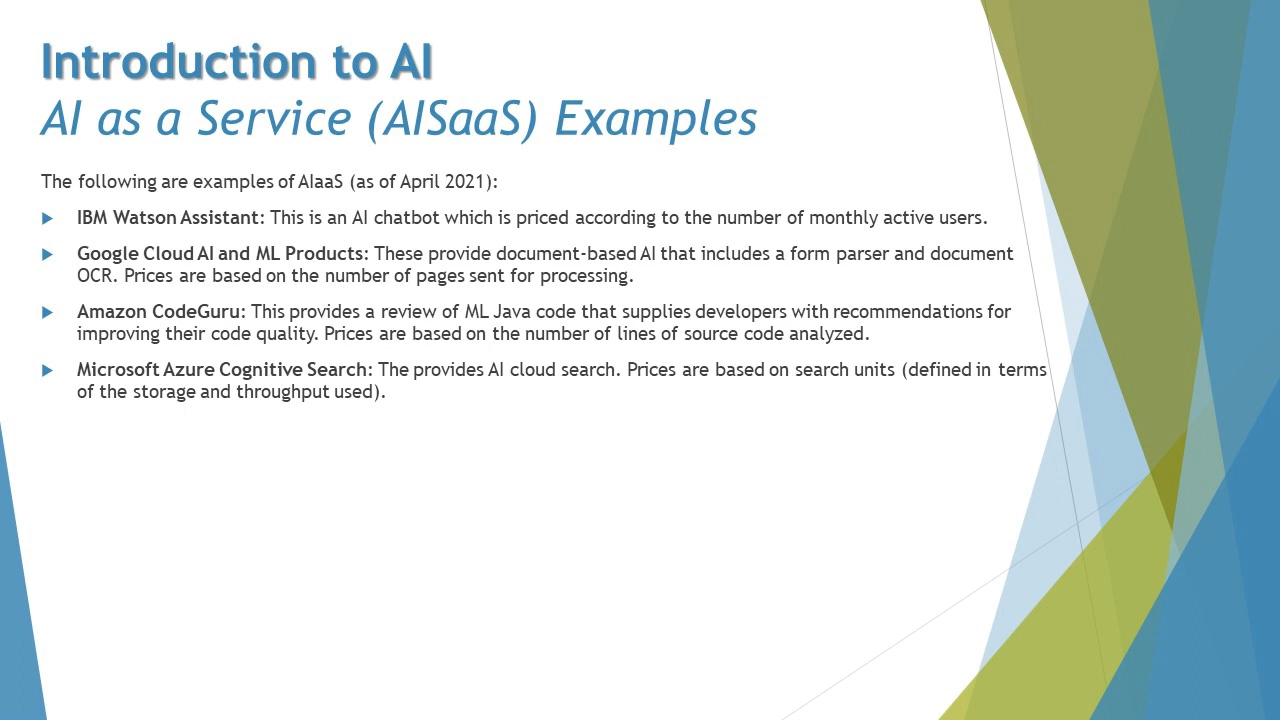 Introduction to AI
AI as a Service (AISaaS) Examples
The following are examples of AIaaS (as of April 2021):
IBM Watson Assistant: This is an AI chatbot which is priced according to the number of monthly active users.
Google Cloud AI and ML Products: These provide document-based AI that includes a form parser and document
OCR. Prices are based on the number of pages sent for processing.
Amazon CodeGuru: This provides a review of ML Java code that supplies developers with recommendations for
improving their code quality. Prices are based on the number of lines of source code analyzed.
Microsoft Azure Cognitive Search: The provides AI cloud search. Prices are based on search units (defined in terms
of the storage and throughput used).